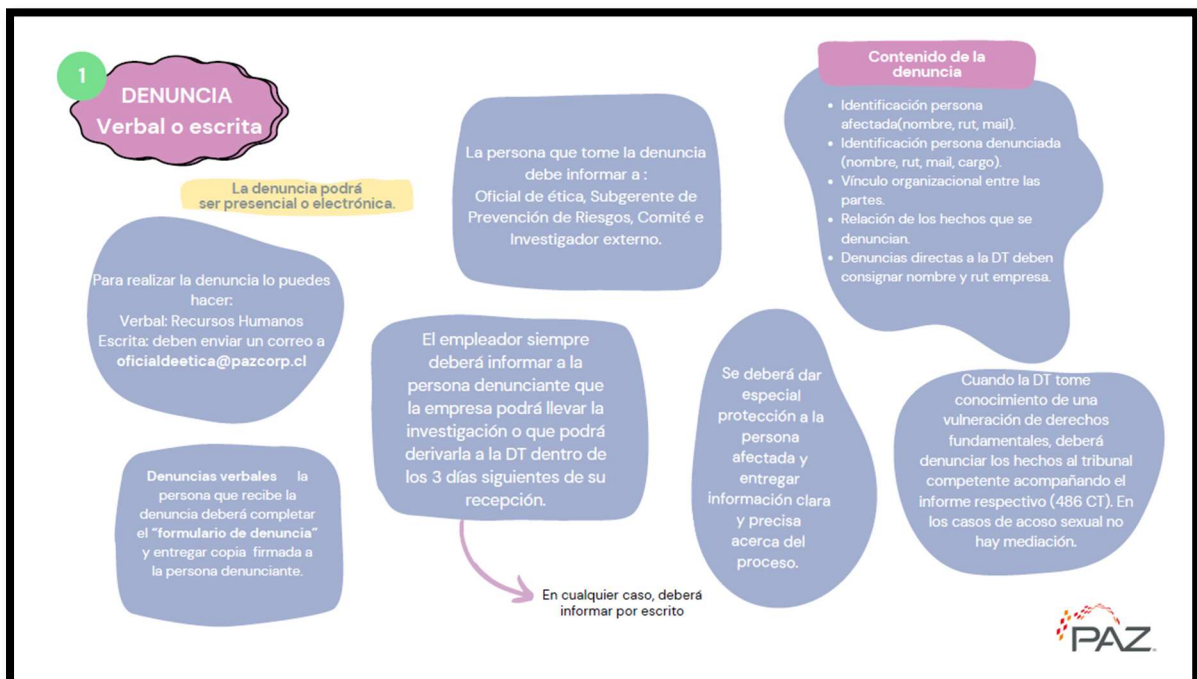 1
DENUNCIA
Verbal o escrita
La denuncia podrá
ser presencial o electrónica.
Para realizar la denuncia lo puedes
hacer:
Verbal: Recursos Humanos
Escrita: deben enviar un correo a
oficialdeetica@pazcorp.cl
Denuncias verbales la
persona que recibe la
denuncia deberá completar
el “formulario de denuncia”
y entregar copia firmada a
la persona denunciante.
La persona que tome la denuncia
debe informar a :
Oficial de ética, Subgerente de
Prevención de Riesgos, Comité e
Investigador externo.
El empleador siempre
deberá informar a la
persona denunciante que
la empresa podrá llevar la
investigación o que podrá
derivarla a la DT dentro de
los 3 días siguientes de su
recepción.
En cualquier caso, deberá
informar por escrito
Contenido de la
denuncia
• Identificación persona
afectada(nombre, rut, mail).
• Identificación persona denunciada
(nombre, rut, mail, cargo).
• Vínculo organizacional entre las
partes.
• Relación de los hechos que se
denuncian.
• Denuncias directas a la DT deben
consignar nombre y rut empresa.
Se deberá dar
especial
protección a la
persona
afectada y
entregar
información clara
y precisa
acerca del
proceso.
Cuando la DT tome
conocimiento de una
vulneración de derechos
fundamentales, deberá
denunciar los hechos al tribunal
competente acompañando el
informe respectivo (486 CT). En
los casos de acoso sexual no
hay mediación.
PAZ